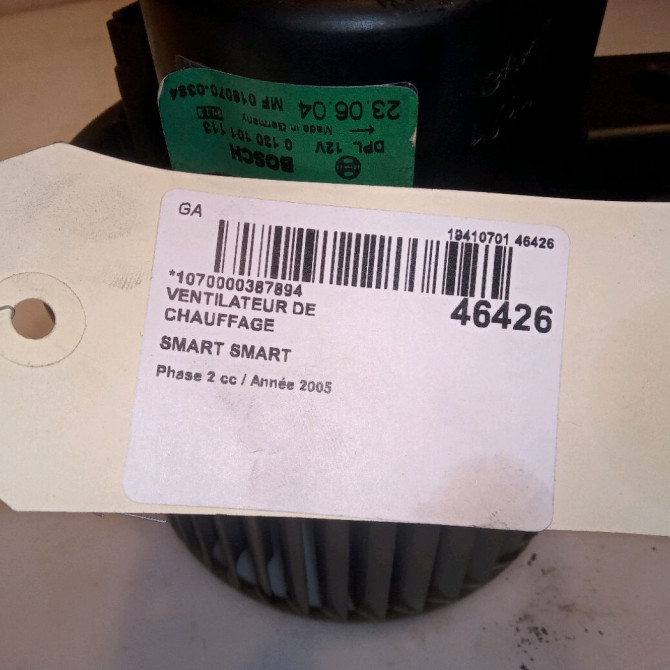 23.06.04 MF 016070-0384
Made in Germany
DPL 12V 0 130 101 113
BOSCH
GA
19410701 46426
*1070000387894
46426
VENTILATEUR DE
CHAUFFAGE
SMART SMART
Phase 2 cc / Année 2005